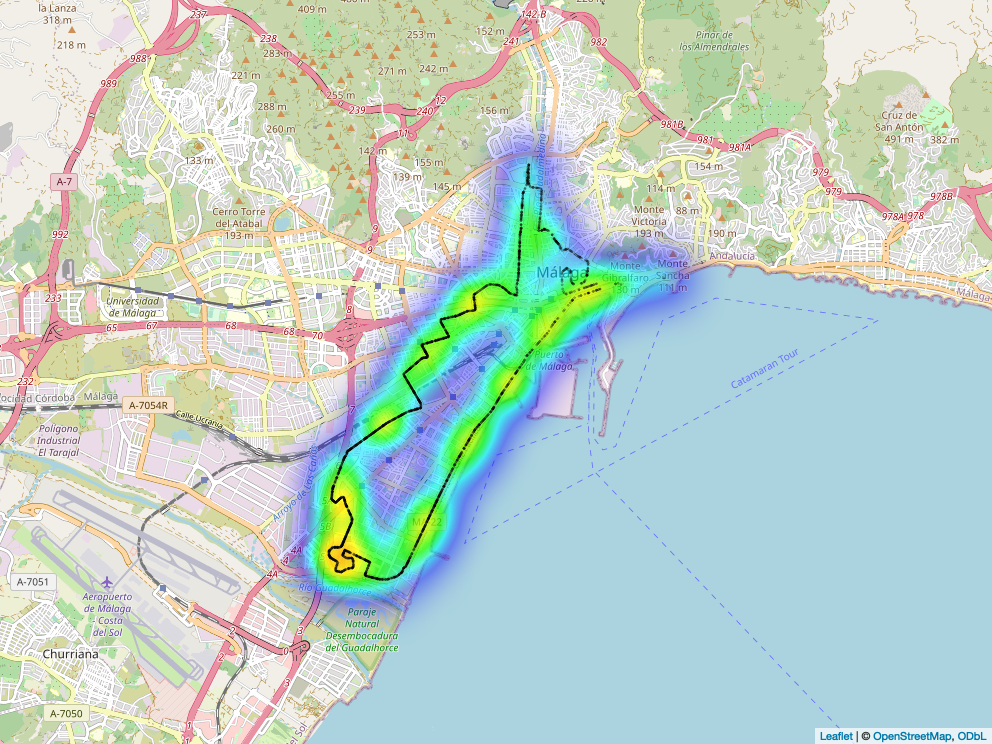 la Lanza
318 m
218 m
237
409 m
238
283 m
253 m
152 m
142-B
241
982
220 m
Pinar de
los Almendrales
988
989
221 m
271 m
242 m
255 m
288 m
239
240
12
156 m
260 m
11
981B
981
981A
Cruz de
San Antón
491 m
382 m
142 m
133 m
155 m
139 m
145 m
154 m
979
979
A-7
114 m
88 m
978B
978A
978
Cerro Torre
del Atabal
193 m
Monte
Victoria
193 m
190 m
992
9
9
Andalucía
Málaga
Monte
Gibralfaro
130 m
Monte
Sancha
111 m
Málaga
233
Universidad
de Málaga
65
67
68
68
70
Puerto
de Málaga
Catamaran Tour
232
Málaga
A-7054R
Calle Ucrania
7
Polígono
Industrial
El Tarajal
Arroyo de Las Cañas
MA-22
4A
4
4A
A-7051
Aeropuerto
de Málaga
Costa
del Sol
Paraje
Natural
Desembocadura
del Guadalhorce
2
3
0
Churriana
2
3
A-7050
1
1
del Sol
Leaflet | © OpenStreetMap, ODbL